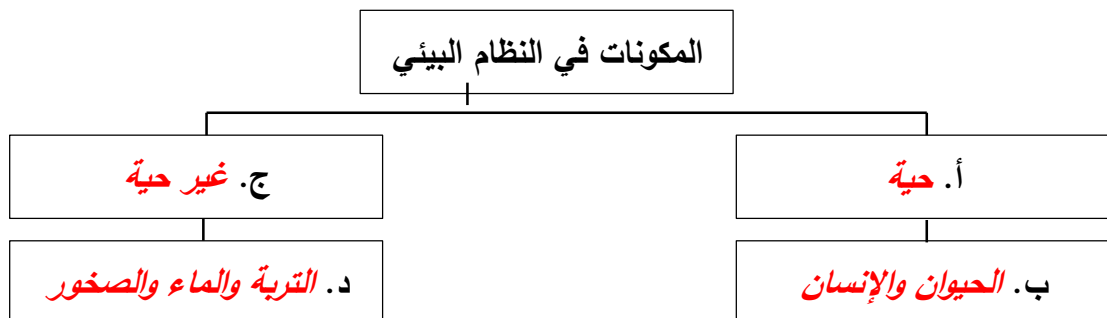 المكونات في النظام البيئي
أ. حية
ج. غير حية
ب. الحيوان والإنسان
د. التربة والماء والصخور